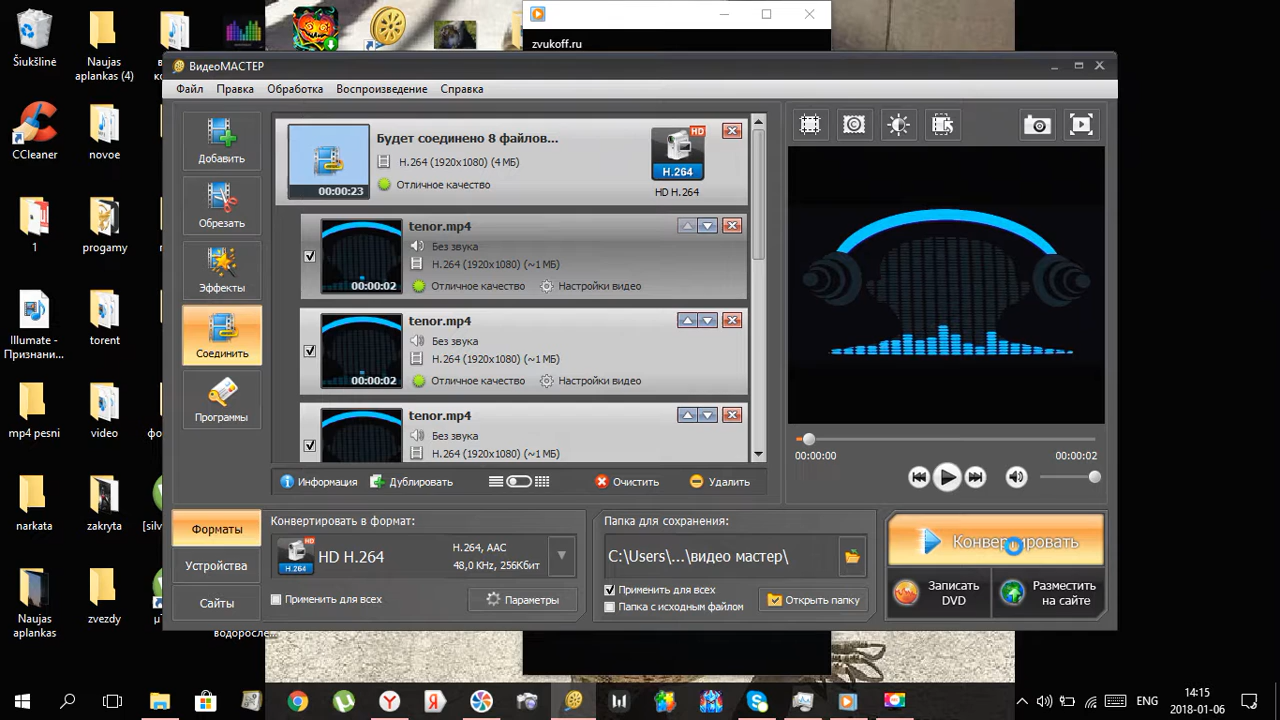 Šiukšlinė
Naujas
aplankas (4)
zvukoff.ru
ВидеоМАСТЕР
Файл
Правка
Обработка
Воспроизведение
Справка
CCleaner
novoe
1
progamy
Illumate -
Признани...
torent
mp4 pesni
video
narkata
zakryta
[silv
Naujas
aplankas
zvezdy
водоросле...
Добавить
Обрезать
Эффекты
Соединить
Программы
Будет соединено 8 файлов...
H.264 (1920x1080) (4 МБ)
Отличное качество
00:00:23
HD
H.264
HD H.264
tenor.mp4
Без звука
H.264 (1920x1080) (~1 МБ)
Отличное качество
Настройки видео
00:00:02
tenor.mp4
Без звука
H.264 (1920x1080) (~1 МБ)
Отличное качество
Настройки видео
00:00:02
tenor.mp4
Без звука
H.264 (1920x1080) (~1 МБ)
Информация
Дублировать
Очистить
Удалить
00:00:00
00:00:02
Форматы
Устройства
Сайты
Конвертировать в формат:
HD
H.264
HD H.264
H.264, AAC
48,0 KHz, 256Кбит
Применить для всех
Параметры
Папка для сохранения:
C:\Users\...\видео мастер\
Применить для всех
Папка с исходным файлом
Открыть папку
Конвертировать
Записать
DVD
Разместить
на сайте
ENG
14:15
2018-01-06